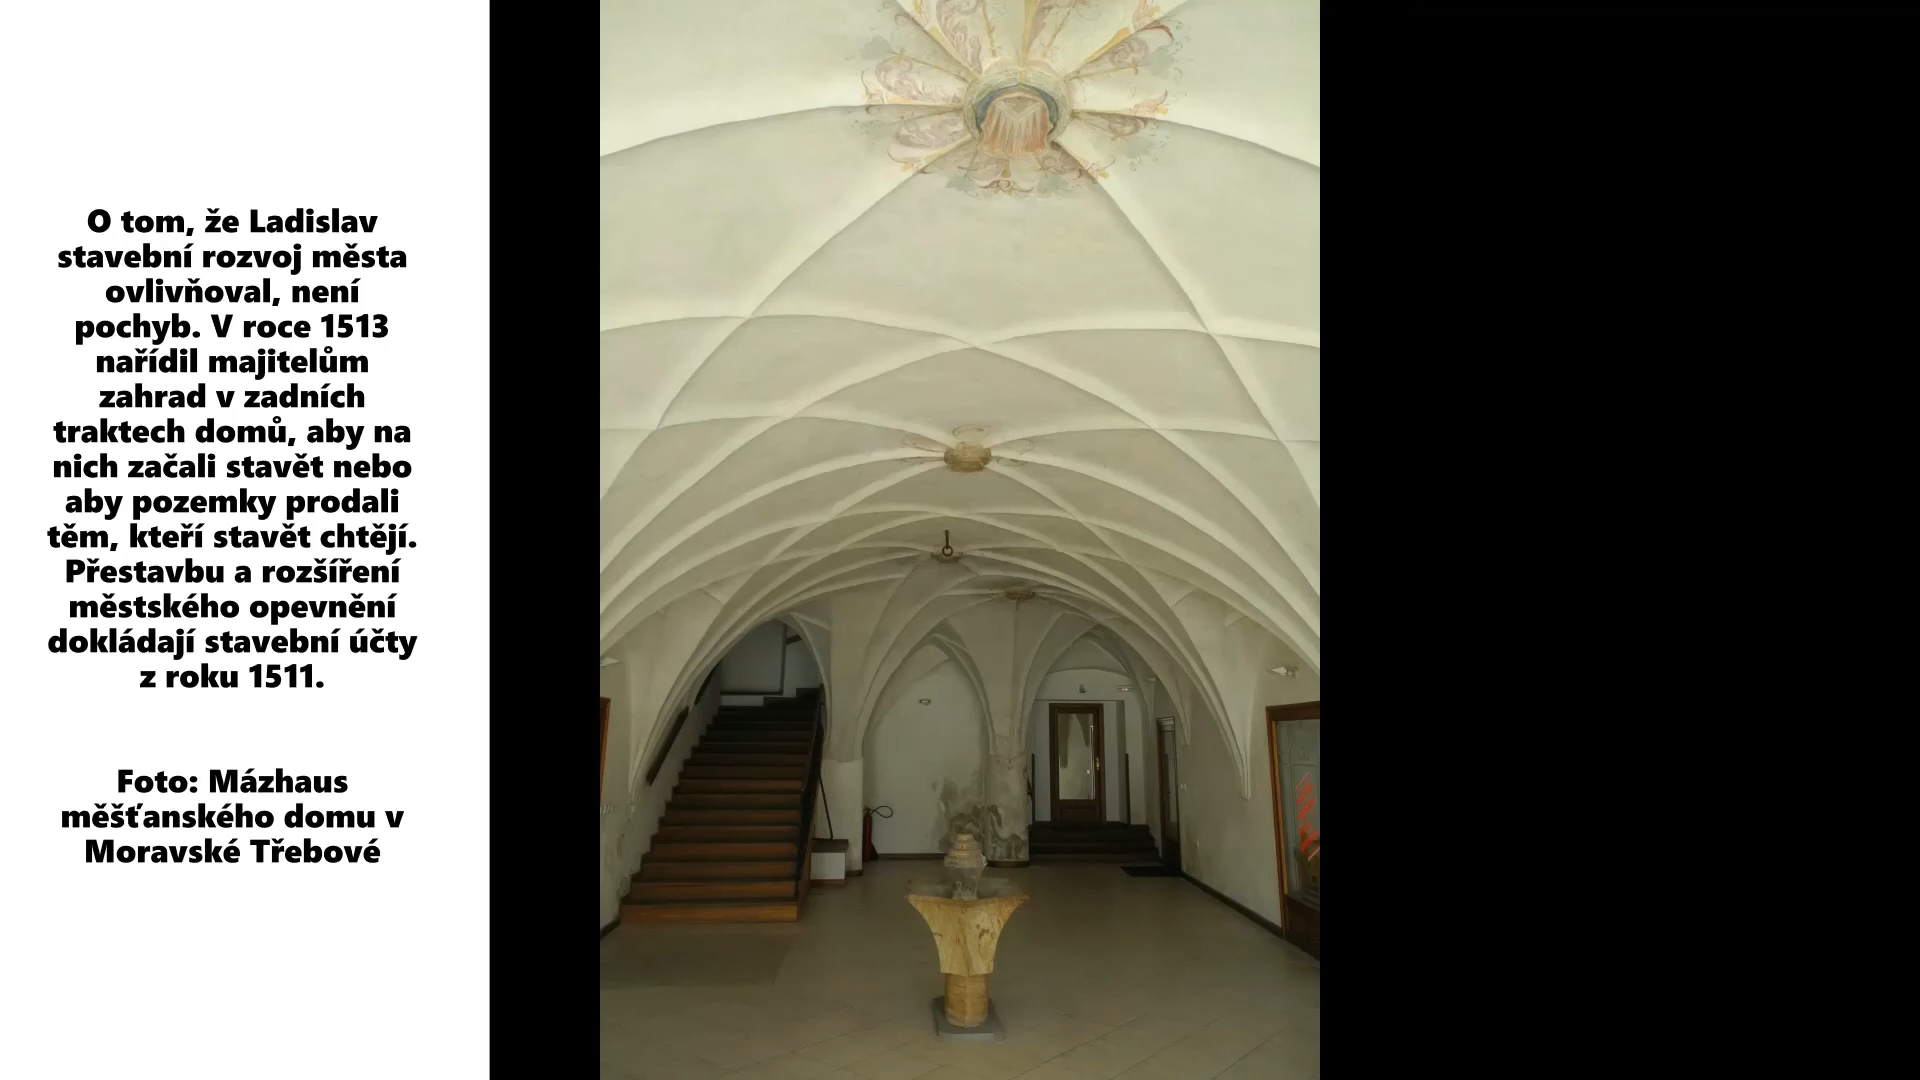 O tom, že Ladislav
stavební rozvoj města
ovlivňoval, není
pochyb. V roce 1513
nařídil majitelům
zahrad v zadních
traktech domů, aby na
nich začali stavět nebo
aby pozemky prodali
těm, kteří stavět chtějí.
Přestavbu a rozšíření
městského opevnění
dokládají stavební účty
z roku 1511.
Foto: Mázhaus
měšťanského domu v
Moravské Třebové